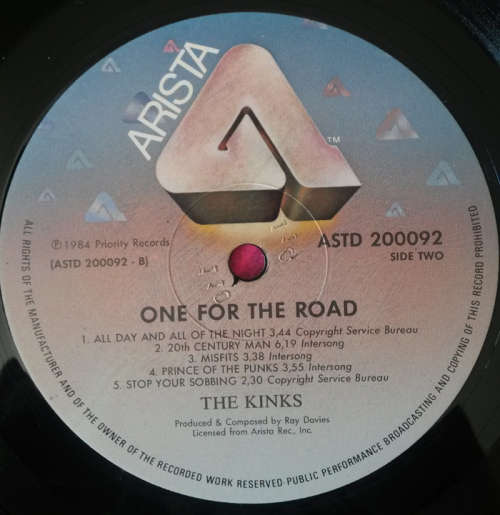 ARISTA
™
℗ 1984 Priority Records
(ASTD 200092 - B)
ASTD 200092
SIDE TWO
ONE FOR THE ROAD
1. ALL DAY AND ALL OF THE NIGHT 3,44 Copyright Service Bureau
2. 20th CENTURY MAN 6,19 Intersong
3. MISFITS 3,38 Intersong
4. PRINCE OF THE PUNKS 3,55 Intersong
5. STOP YOUR SOBBING 2,30 Copyright Service Bureau
THE KINKS
Produced & Composed by Ray Davies
Licensed from Arista Rec., Inc.
ALL RIGHTS OF THE MANUFACTURER AND OF THE OWNER OF THE RECORDED WORK RESERVED·PUBLIC PERFORMANCE BROADCASTING AND COPYING OF THIS RECORD PROHIBITED